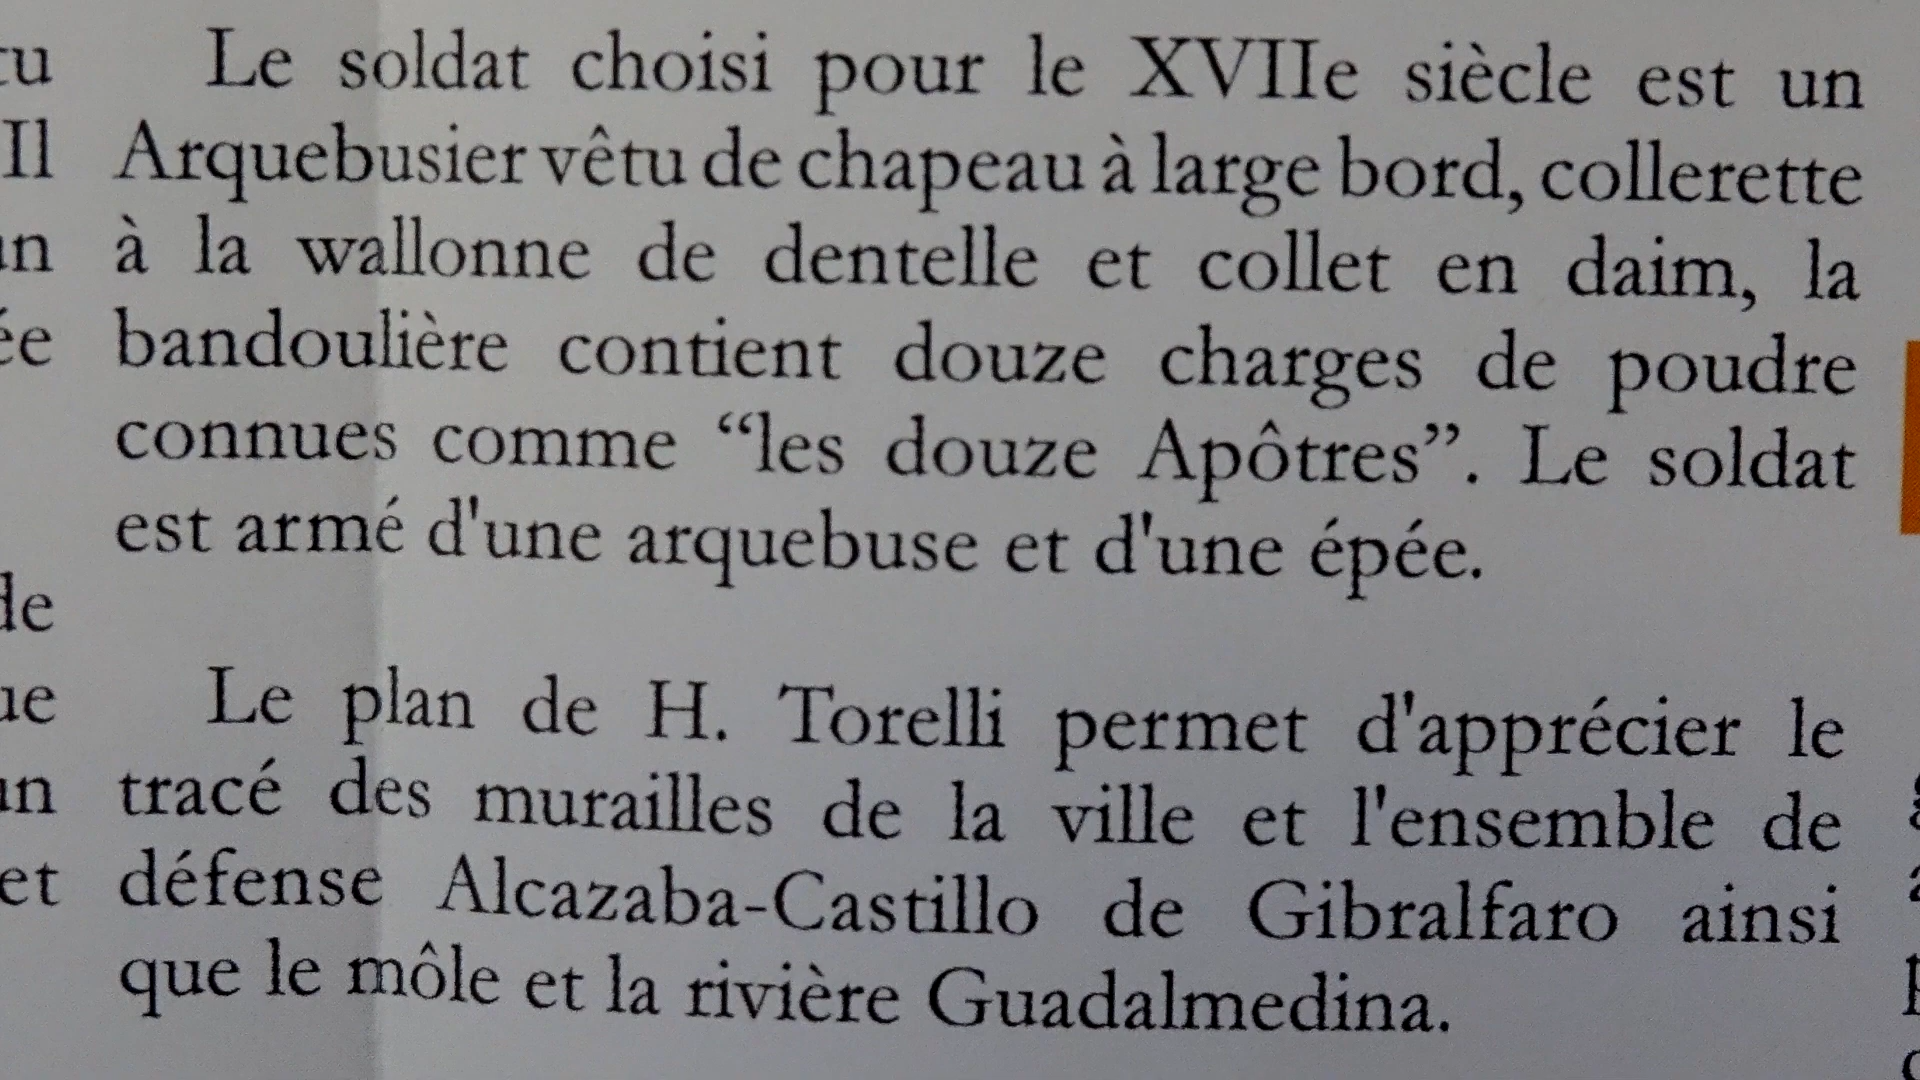 Le soldat choisi pour le XVIIe siècle est un
Arquebusier vêtu de chapeau à large bord, collerette
à la wallonne de dentelle et collet en daim, la
bandoulière contient douze charges de poudre
connues comme “les douze Apôtres”. Le soldat
est armé d'une arquebuse et d'une épée.
Le plan de H. Torelli permet d'apprécier le
tracé des murailles de la ville et l'ensemble de
défense Alcazaba-Castillo de Gibralfaro ainsi
que le môle et la rivière Guadalmedina.